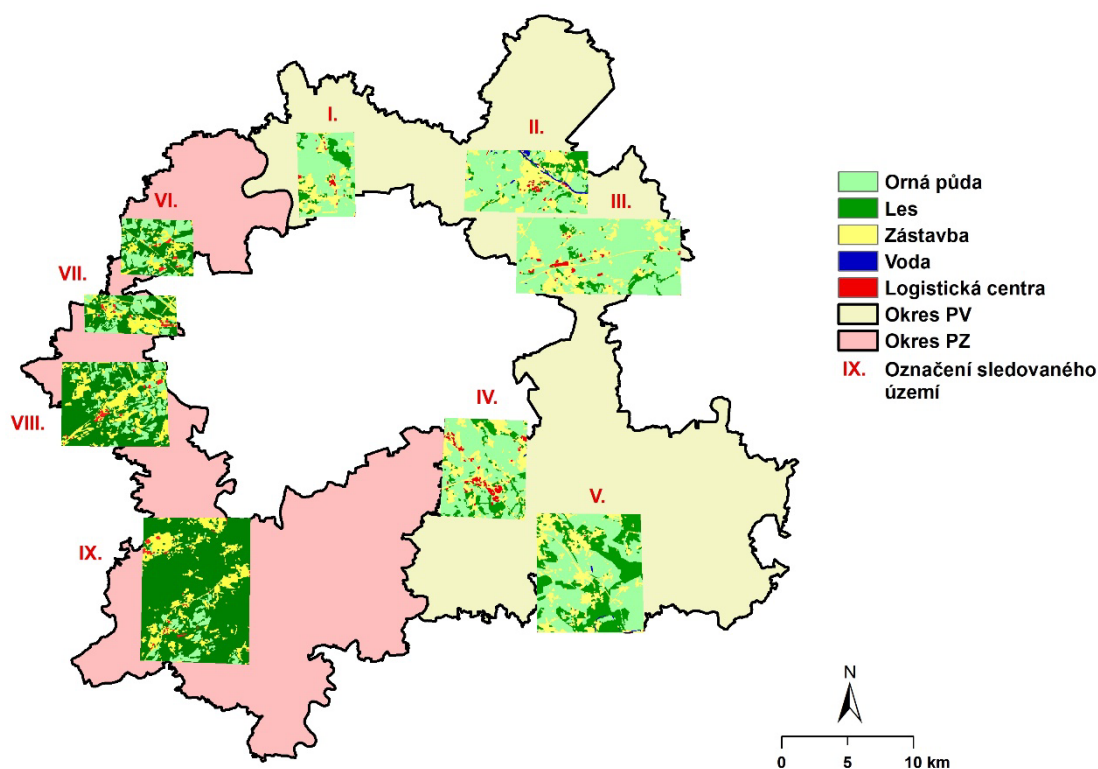 I.
II.
III.
VI.
VII.
VIII.
IV.
V.
IX.
Orná půda
Les
Zástavba
Voda
Logistická centra
Okres PV
Okres PZ
IX. Označení sledovaného
území
N
0 5 10 km